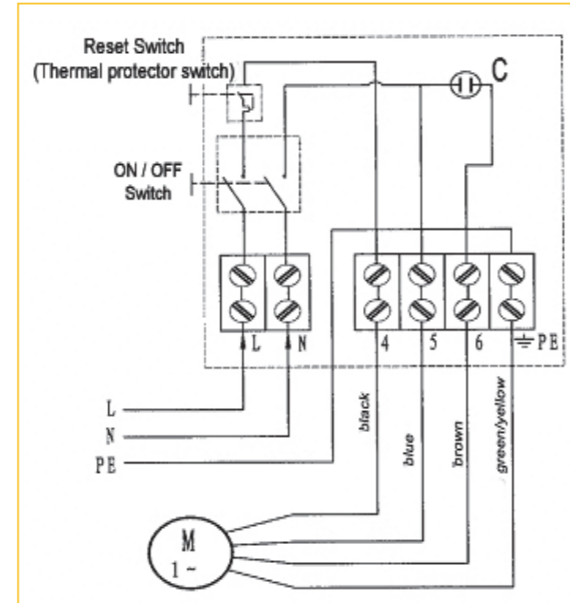 Reset Switch
(Thermal protector switch)
C
ON / OFF
Switch
L
N
4
5
6
PE
L
N
PE
black
blue
brown
green/yellow
M
1 ~